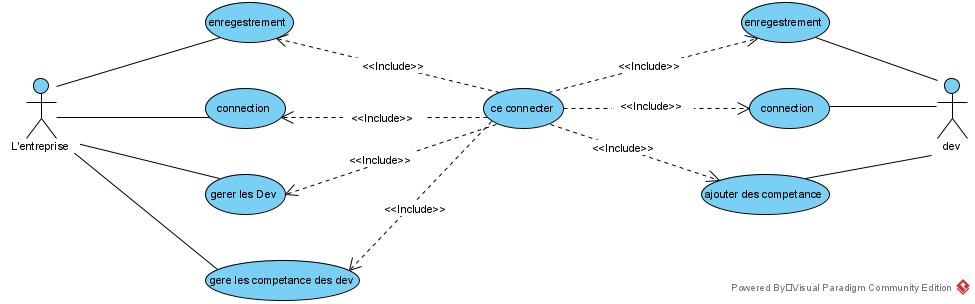 enregestrement
enregestrement
<<Include>>
<<Include>>
connection
ce connecter
connection
<<Include>>
<<Include>>
L'entreprise
dev
<<Include>>
<<Include>>
gerer les Dev
ajouter des competance
<<Include>>
gere les competance des dev
Powered By Visual Paradigm Community Edition